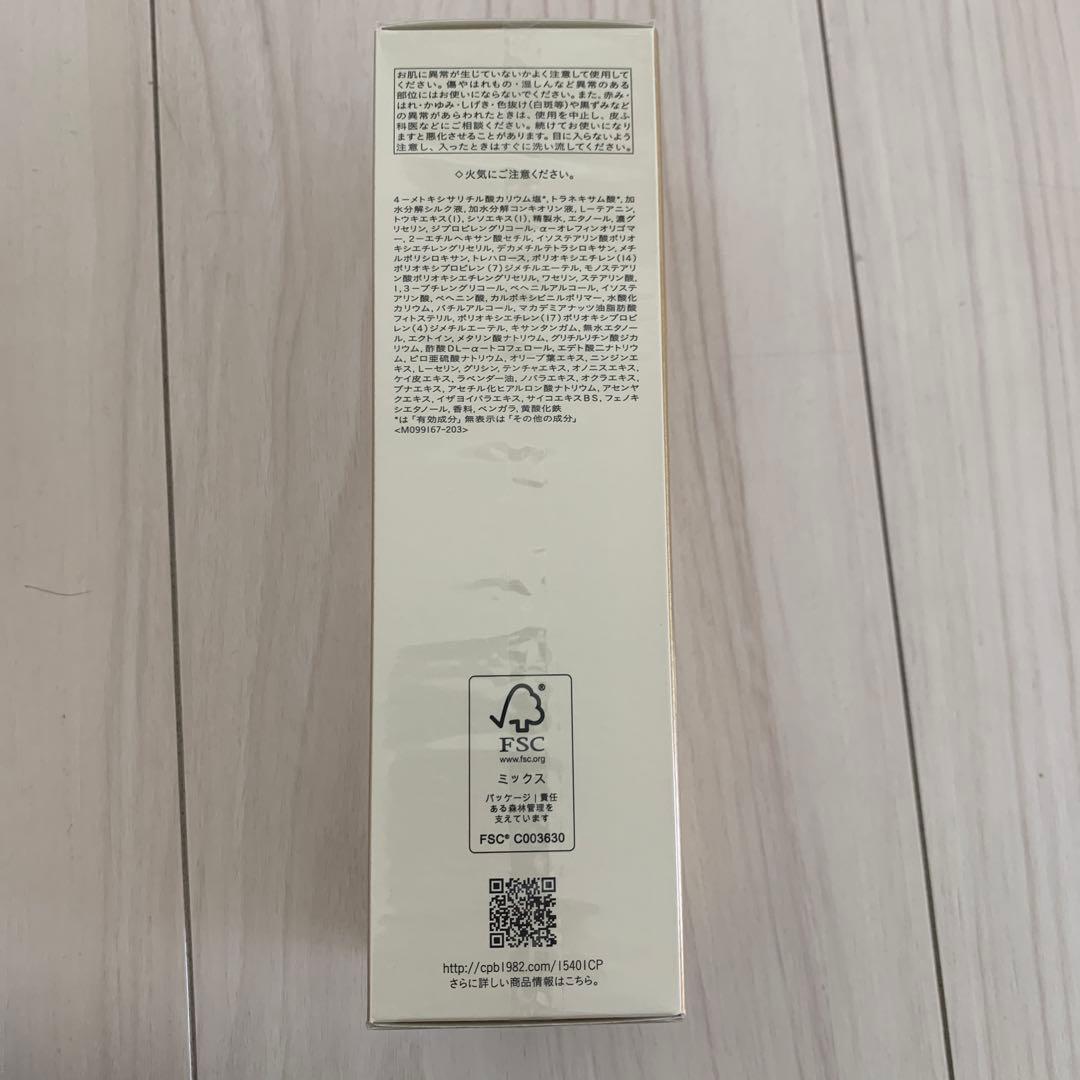 お肌に異常が生じていないかよく注意して使用して
ください。傷やはれもの・湿しんなど異常のある
部位にはお使いにならないでください。また、赤み・
はれ・かゆみ・しげき・色抜け(白斑等)や黒ずみなど
の異常があらわれたときは、使用を中止し、皮ふ
科医などにご相談ください。続けてお使いになり
ますと悪化させることがあります。目に入らないよう
注意し、入ったときはすぐに洗い流してください。
◇火気にご注意ください。
4-メトキシサリチル酸カリウム塩*,トラネキサム酸*,加
水分解シルク液,加水分解コンキオリン液,L-テアニン,
トウキエキス(1),シソエキス(1),精製水,エタノール,濃グ
リセリン,ジプロピレングリコール,α-オレフィンオリゴマ
ー,2-エチルヘキサン酸セチル,イソステアリン酸ポリオ
キシエチレングリセリル,デカメチルテトラシロキサン,メチ
ルポリシロキサン,トレハロース,ポリオキシエチレン(14)
ポリオキシプロピレン(7)ジメチルエーテル,モノステアリ
ン酸ポリオキシエチレングリセリル,ワセリン,ステアリン酸,
1,3-ブチレングリコール,ベヘニルアルコール,イソステ
アリン酸,ベヘニン酸,カルボキシビニルポリマー,水酸化
カリウム,バチルアルコール,マカデミアナッツ油脂肪酸
フィトステリル,ポリオキシエチレン(17)ポリオキシプロピ
レン(4)ジメチルエーテル,キサンタンガム,無水エタノー
ル,エクトイン,メタリン酸ナトリウム,グリチルリチン酸ジカ
リウム,酢酸DL-α-トコフェロール,エデト酸二ナトリウ
ム,ピロ亜硫酸ナトリウム,オリーブ葉エキス,ニンジンエ
キス,L-セリン,グリシン,テンチャエキス,オノニスエキス,
ケイ皮エキス,ラベンダー油,ノバラエキス,オクラエキス,
ブナエキス,アセチル化ヒアルロン酸ナトリウム,アセンヤ
クエキス,イザヨイバラエキス,サイコエキスBS,フェノキ
シエタノール,香料,ベンガラ,黄酸化鉄
*は「有効成分」無表示は「その他の成分」
<M099167-203>
FSC®
www.fsc.org
ミックス
パッケージ|責任
ある森林管理を
支えています
FSC® C003630
http://cpb1982.com/15401CP
さらに詳しい商品情報はこちら。